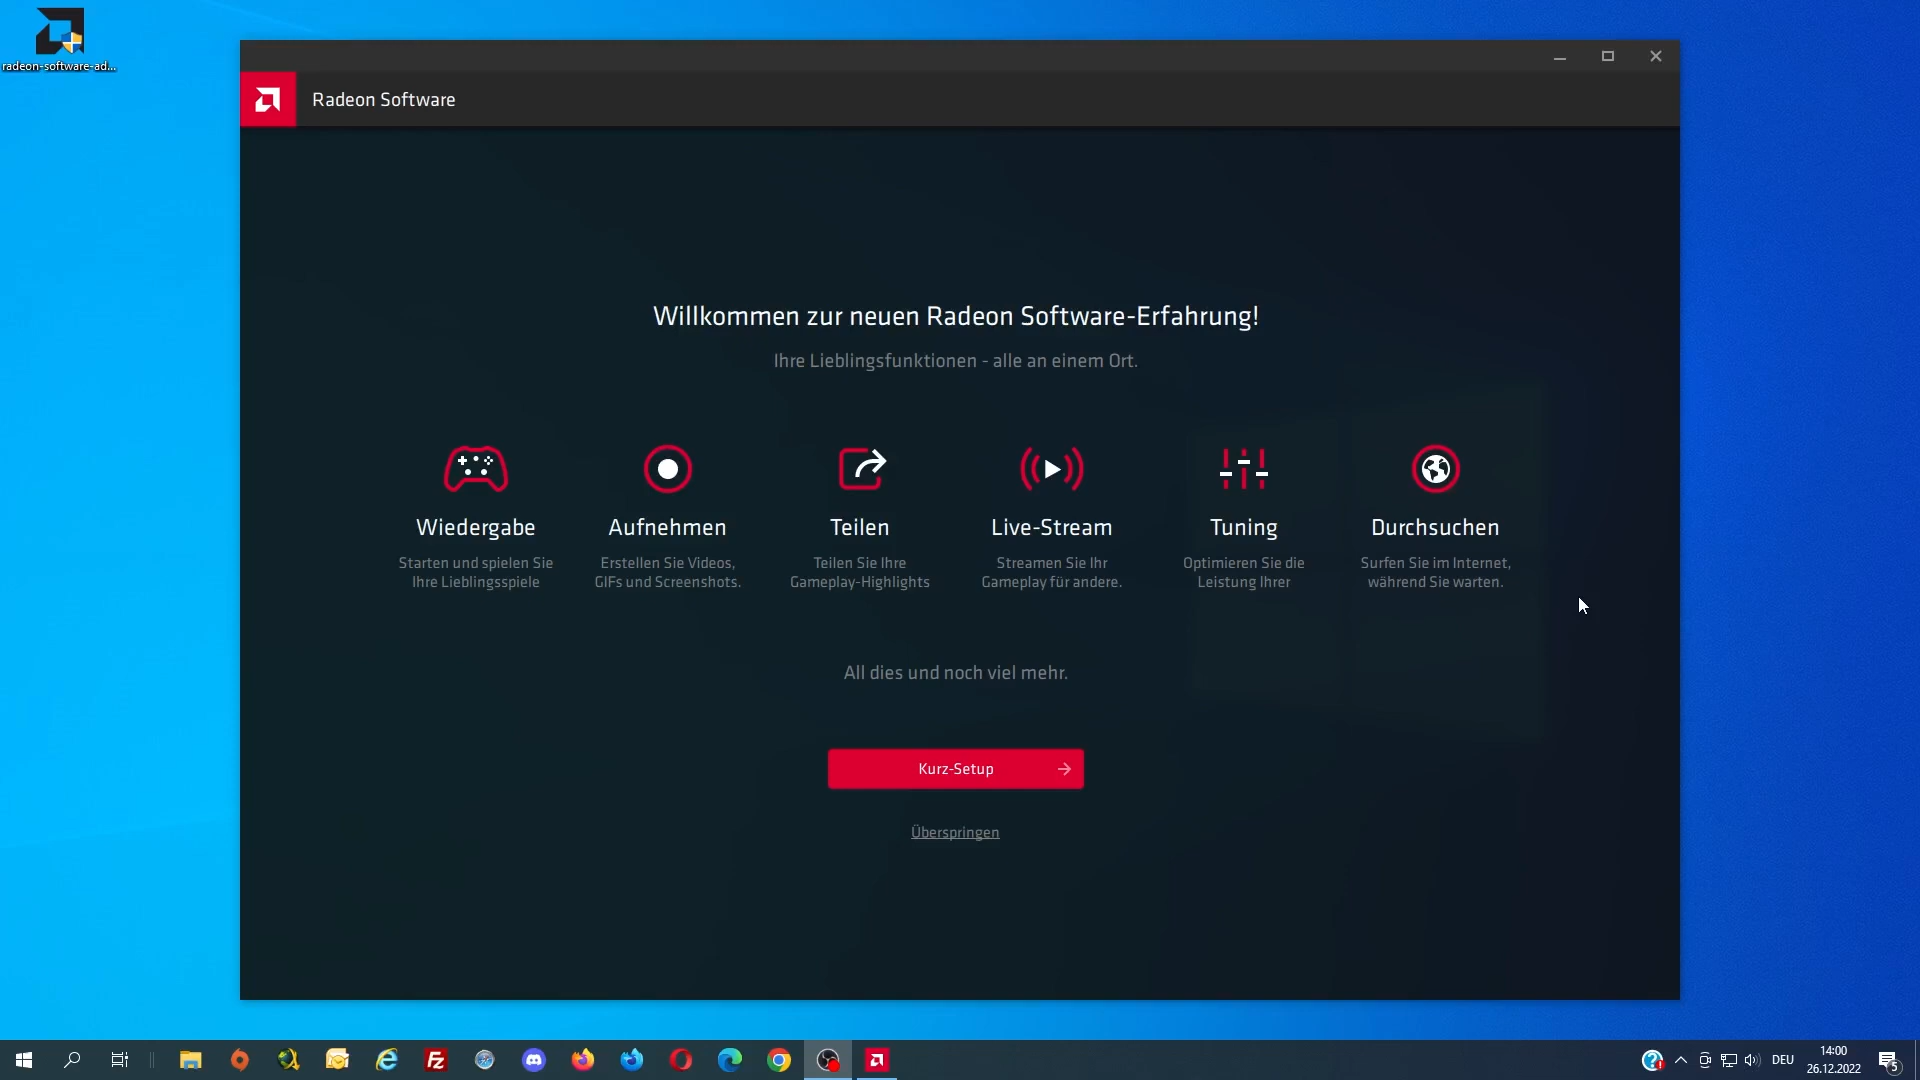 radeon-software-ad...
Radeon Software
Willkommen zur neuen Radeon Software-Erfahrung!
Ihre Lieblingsfunktionen - alle an einem Ort.
Wiedergabe
Starten und spielen Sie
Ihre Lieblingsspiele
Aufnehmen
Erstellen Sie Videos,
GIFs und Screenshots.
Teilen
Teilen Sie Ihre
Gameplay-Highlights
Live-Stream
Streamen Sie Ihr
Gameplay für andere.
Tuning
Optimieren Sie die
Leistung Ihrer
Durchsuchen
Surfen Sie im Internet,
während Sie warten.
All dies und noch viel mehr.
Kurz-Setup
Überspringen
DEU
14:00
26.12.2022
5